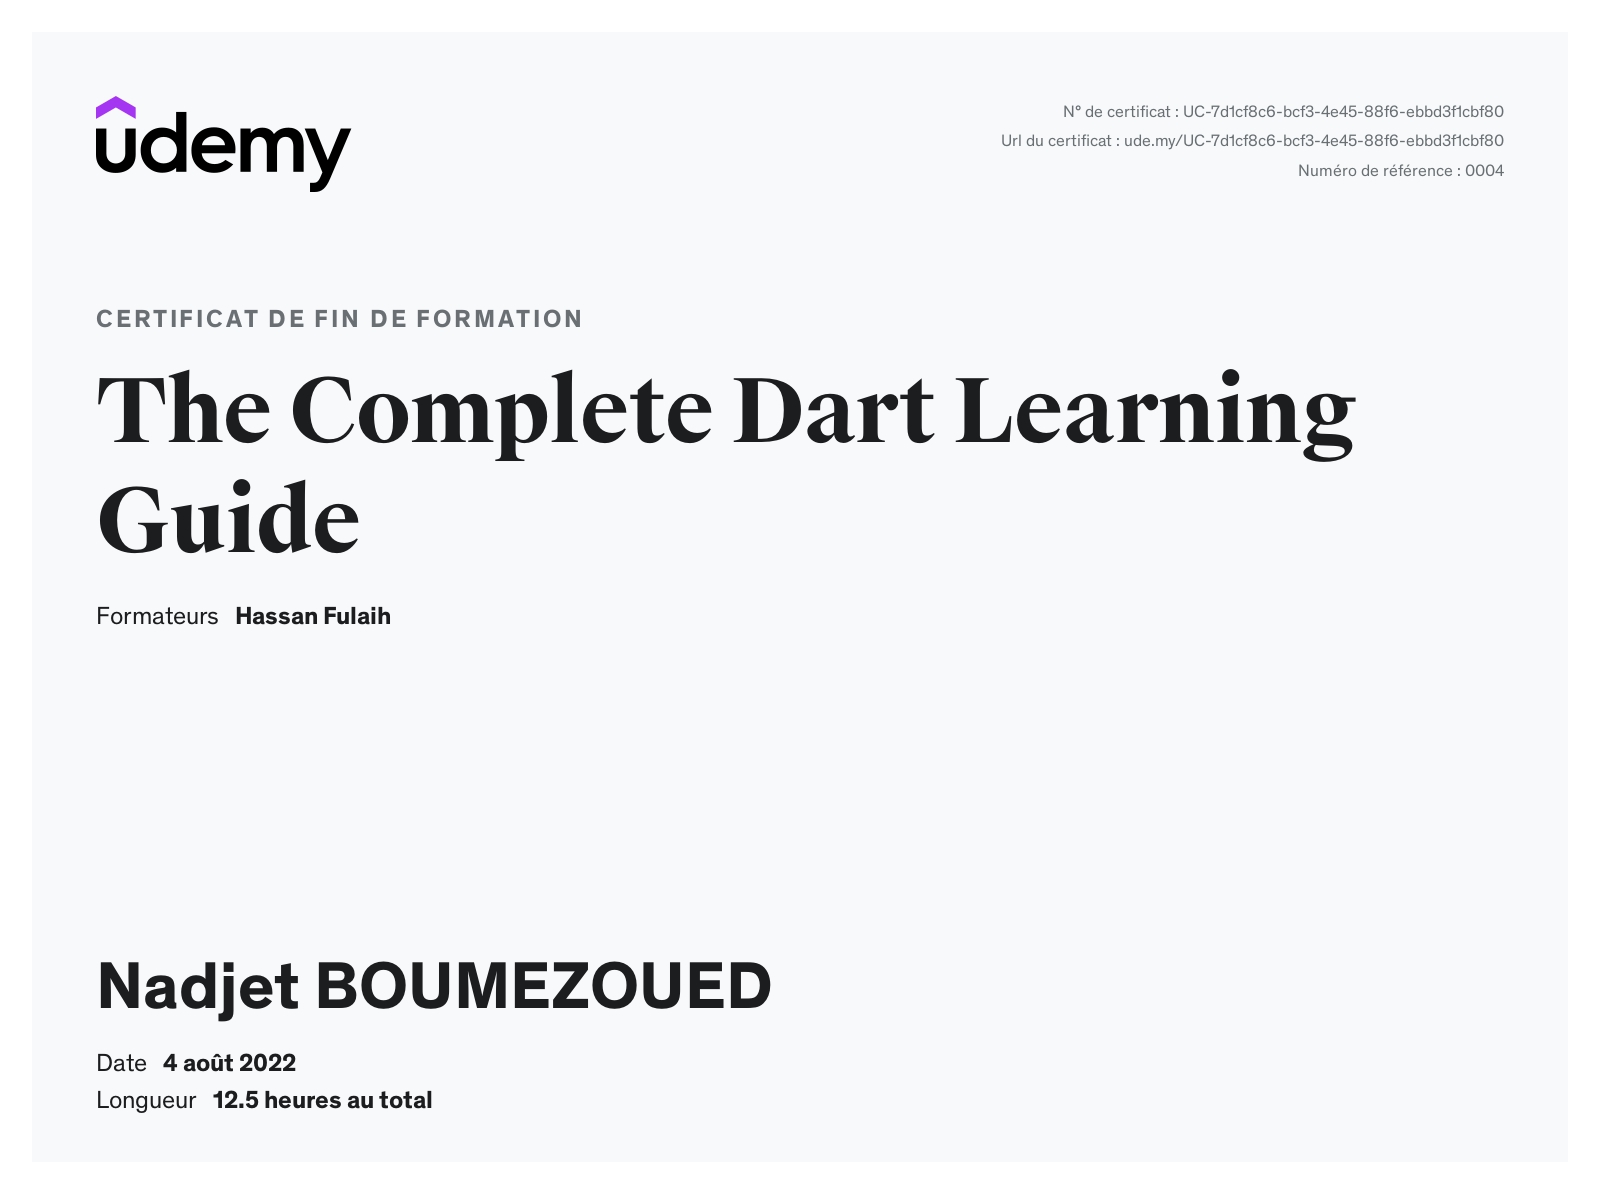 udemy
N° de certificat : UC-7d1cf8c6-bcf3-4e45-88f6-ebbd3f1cbf80
Url du certificat : ude.my/UC-7d1cf8c6-bcf3-4e45-88f6-ebbd3f1cbf80
Numéro de référence : 0004
CERTIFICAT DE FIN DE FORMATION
The Complete Dart Learning
Guide
Formateurs Hassan Fulaih
Nadjet BOUMEZOUED
Date 4 août 2022
Longueur 12.5 heures au total